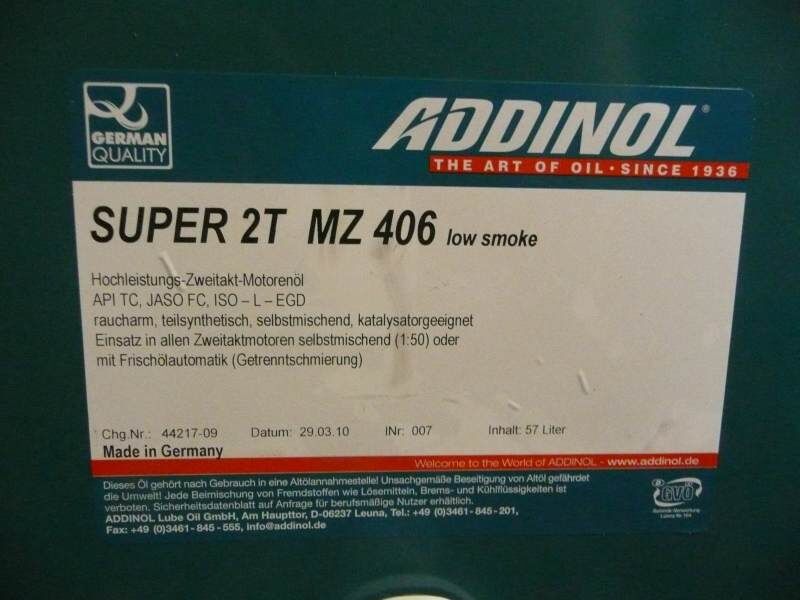 GERMAN
QUALITY
ADDINOL®
THE ART OF OIL · SINCE 1936
SUPER 2T MZ 406 low smoke
Hochleistungs-Zweitakt-Motorenöl
API TC, JASO FC, ISO – L – EGD
raucharm, teilsynthetisch, selbstmischend, katalysatorgeeignet
Einsatz in allen Zweitaktmotoren selbstmischend (1:50) oder
mit Frischölautomatik (Getrenntschmierung)
Chg.Nr.: 44217-09 Datum: 29.03.10 INr: 007 Inhalt: 57 Liter
Made in Germany
Welcome to the World of ADDINOL - www.addinol.de
Dieses Öl gehört nach Gebrauch in eine Altölannahmestelle! Unsachgemäße Beseitigung von Altöl gefährdet
die Umwelt! Jede Beimischung von Fremdstoffen wie Lösemitteln, Brems- und Kühlflüssigkeiten ist
verboten. Sicherheitsdatenblatt auf Anfrage für berufsmäßige Nutzer erhältlich.
ADDINOL Lube Oil GmbH, Am Haupttor, D-06237 Leuna, Tel.: +49 (0)3461-845-201,
Fax: +49 (0)3461-845-555, info@addinol.de
GVÖ